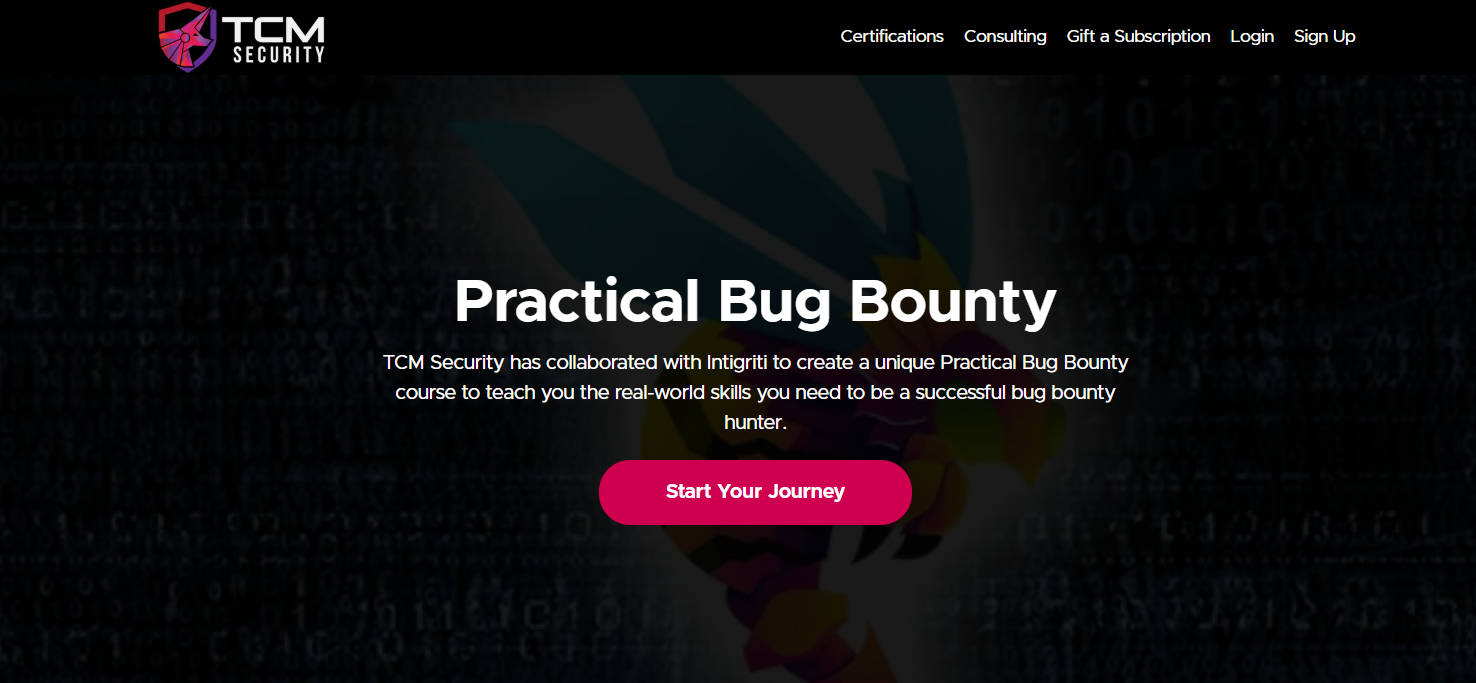 TCM
SECURITY
Certifications Consulting Gift a Subscription Login Sign Up
Practical Bug Bounty
TCM Security has collaborated with Intigriti to create a unique Practical Bug Bounty
course to teach you the real-world skills you need to be a successful bug bounty
hunter.
Start Your Journey